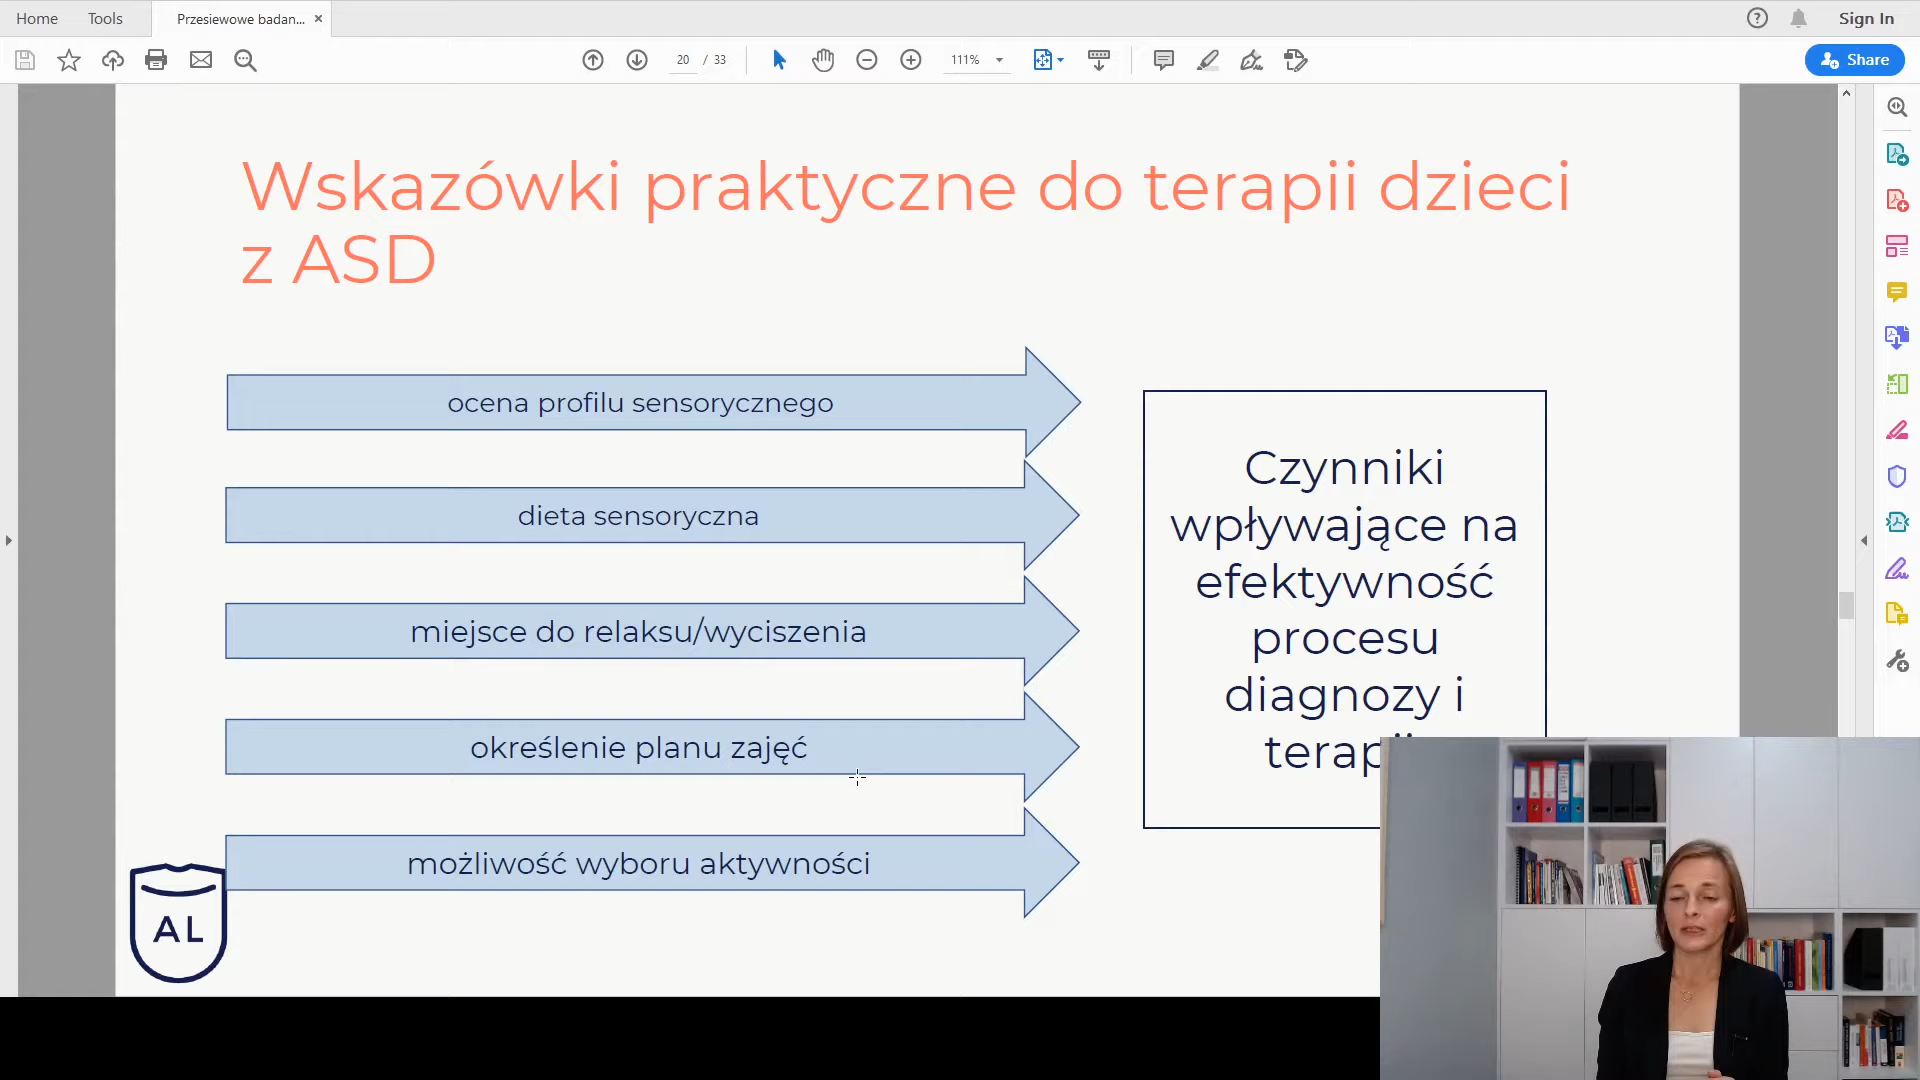 Home
Tools
Przesiewowe badan...
Sign In
20 / 33
111%
Share
Wskazówki praktyczne do terapii dzieci
z ASD
ocena profilu sensorycznego
dieta sensoryczna
miejsce do relaksu/wyciszenia
określenie planu zajęć
możliwość wyboru aktywności
Czynniki
wpływające na
efektywność
procesu
diagnozy i
AL